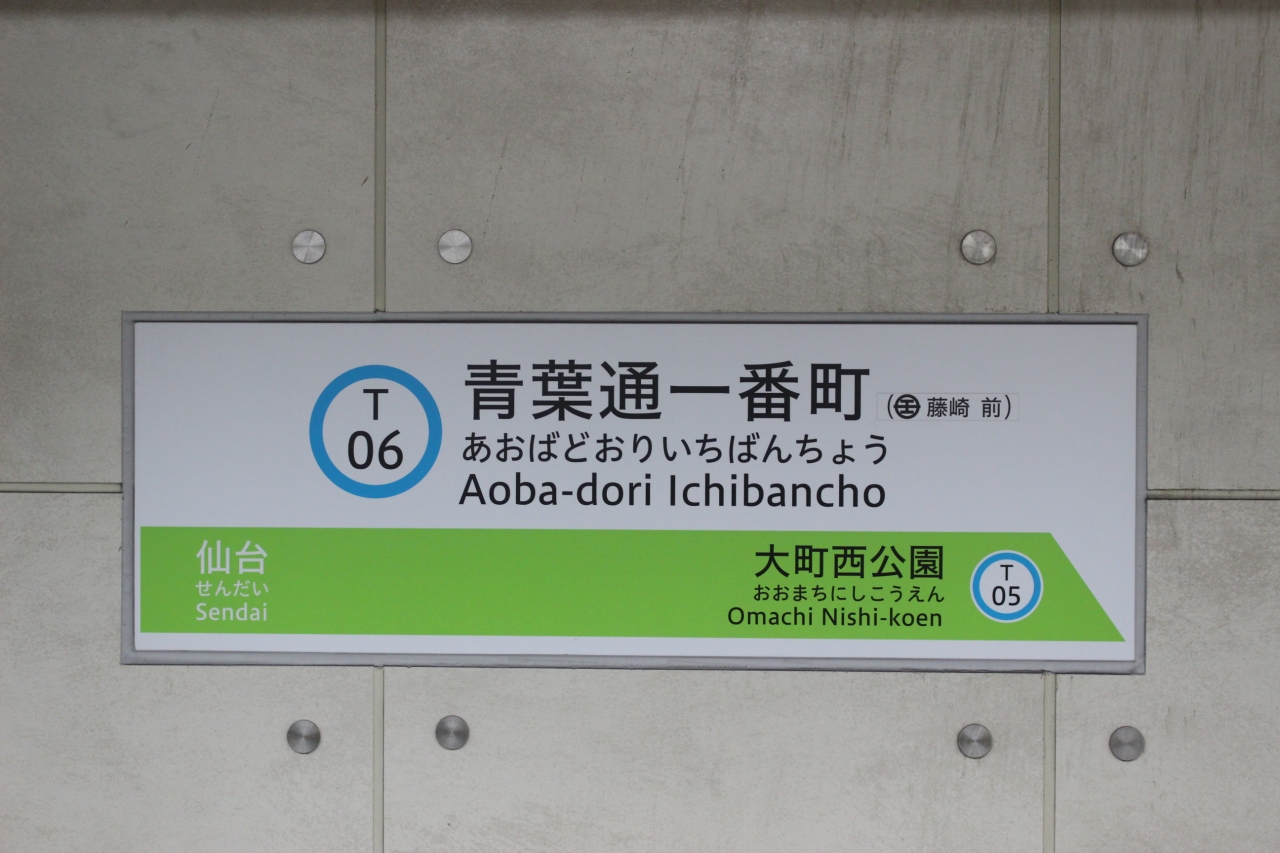 T
06
青葉通一番町 (藤崎 前)
あおばどおりいちばんちょう
Aoba-dori Ichibancho
仙台
せんだい
Sendai
大町西公園
おおまちにしこうえん
Omachi Nishi-koen
T
05